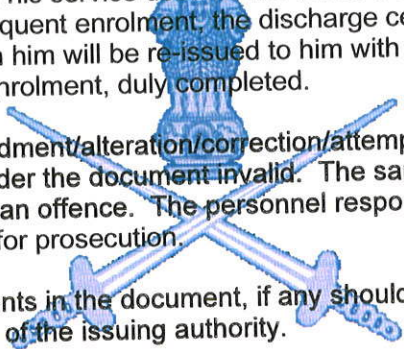 quent enrolment, the discharge ce
him will be re-issued to him with
nrolment, duly completed.
dment/alteration/correction/attemp
der the document invalid. The sa
an offence. The personnel respo
for prosecution.
nts in the document, if any should
of the issuing authority.